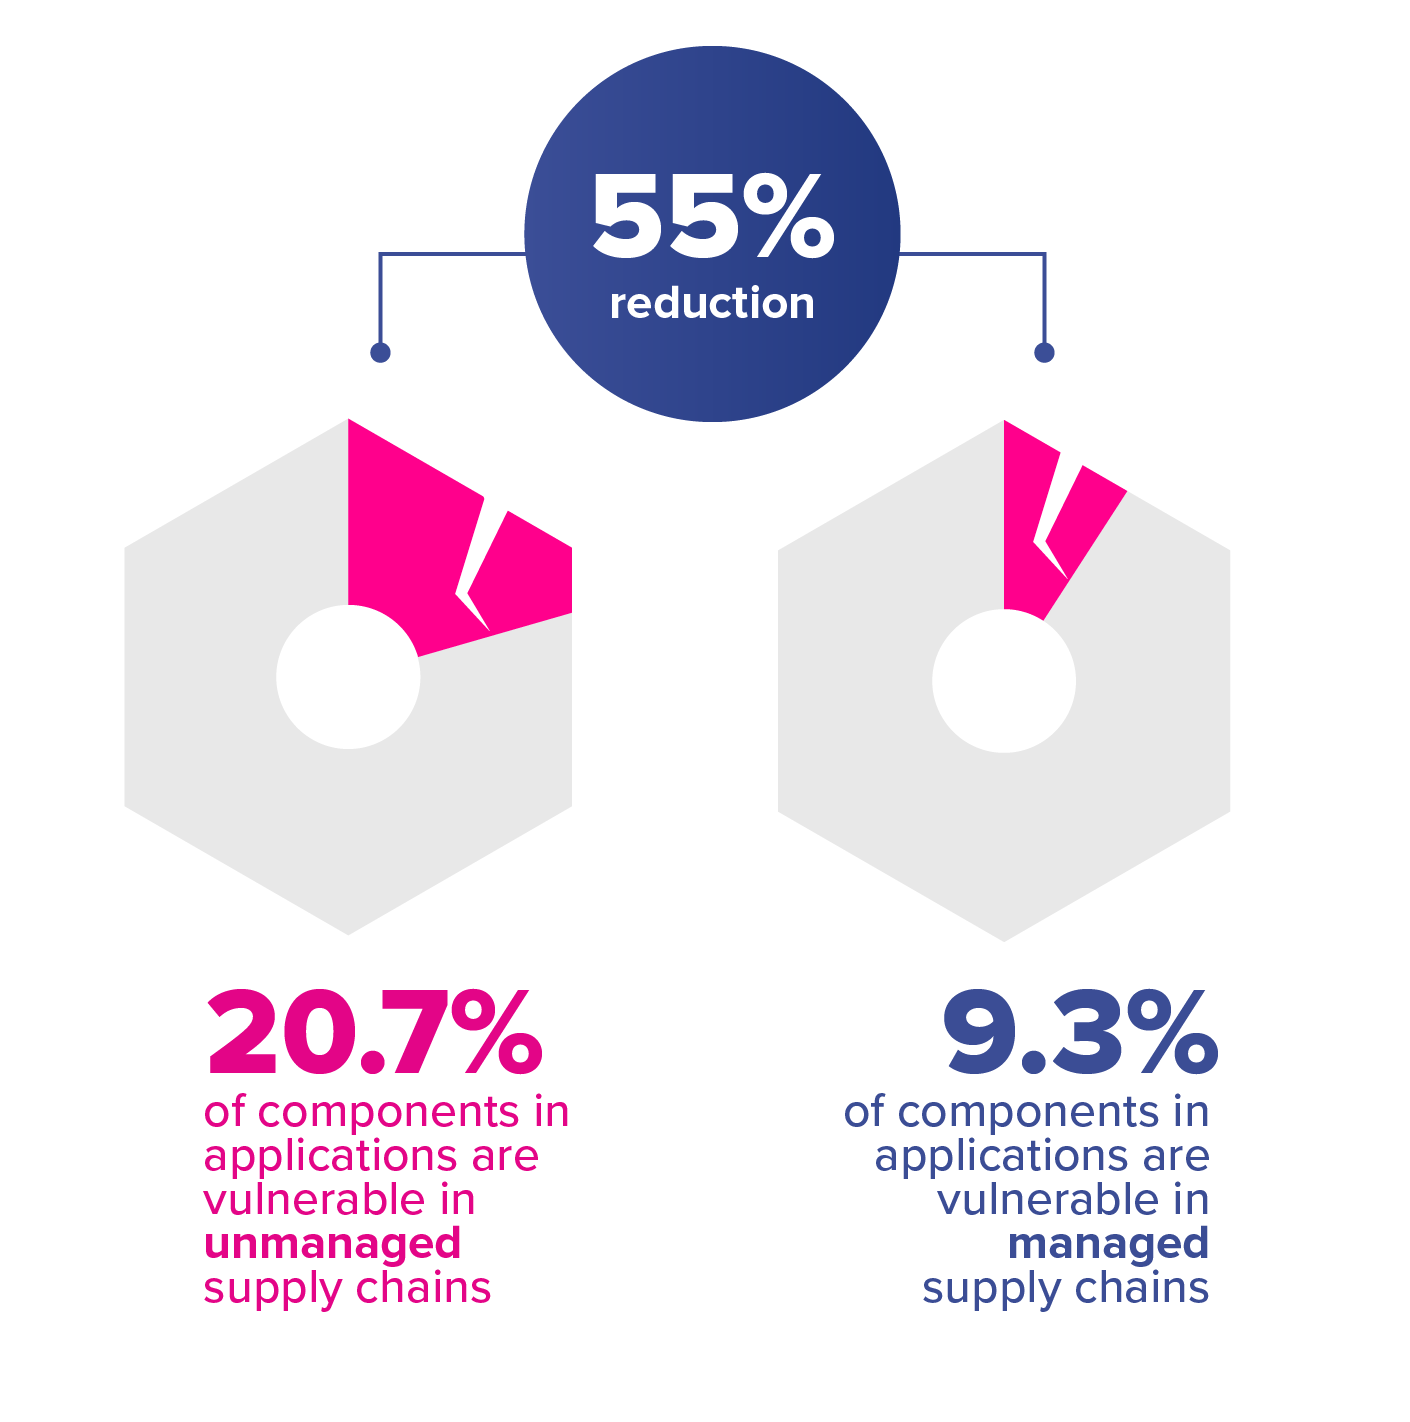 55%
reduction
20.7%
of components in
applications are
vulnerable in
unmanaged
supply chains
9.3%
of components in
applications are
vulnerable in
managed
supply chains